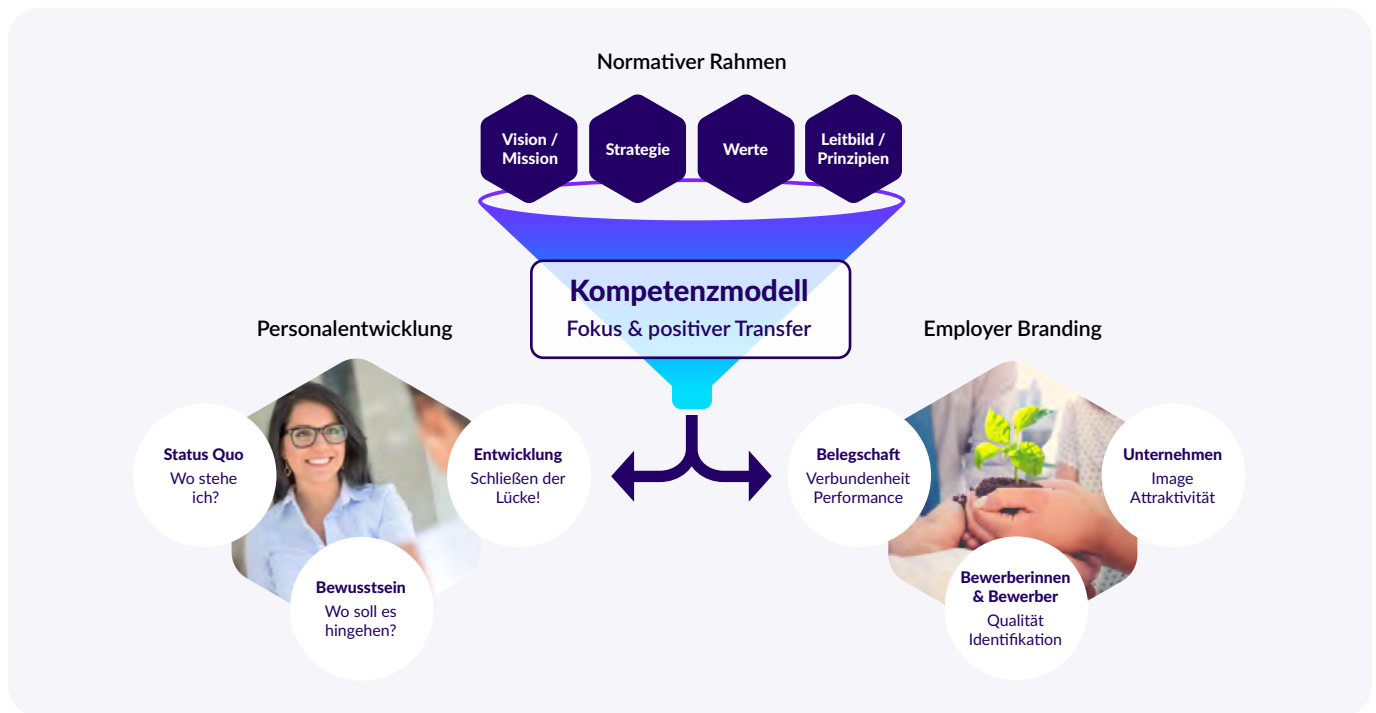 Normativer Rahmen
Vision /
Mission
Strategie
Werte
Leitbild /
Prinzipien
Kompetenzmodell
Fokus & positiver Transfer
Personalentwicklung
Status Quo
Wo stehe
ich?
Entwicklung
Schließen der
Lücke!
Bewusstsein
Wo soll es
hingehen?
Employer Branding
Belegschaft
Verbundenheit
Performance
Unternehmen
Image
Attraktivität
Bewerberinnen
& Bewerber
Qualität
Identifikation